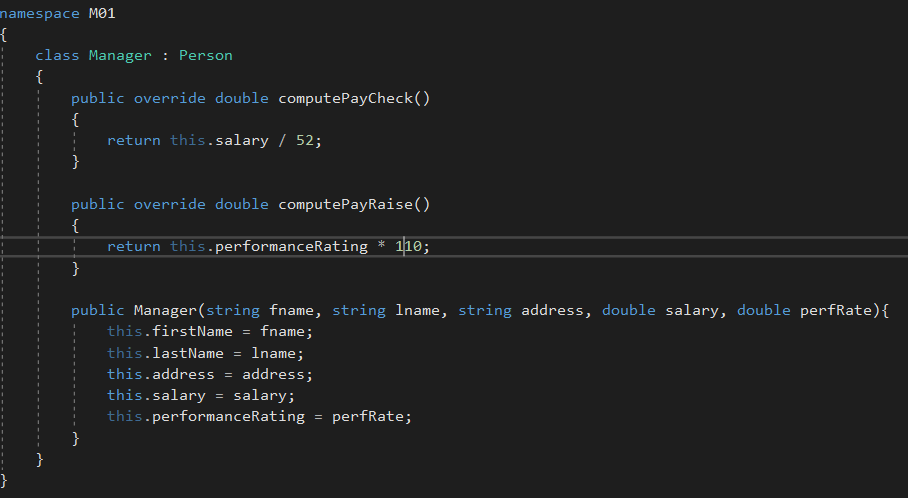 namespace M01
{
class Manager : Person
{
public override double computePayCheck()
{
return this.salary / 52;
}
public override double computePayRaise()
{
return this.performanceRating * 110;
}
public Manager(string fname, string lname, string address, double salary, double perfRate){
this.firstName = fname;
this.lastName = lname;
this.address = address;
this.salary = salary;
this.performanceRating = perfRate;
}
}
}